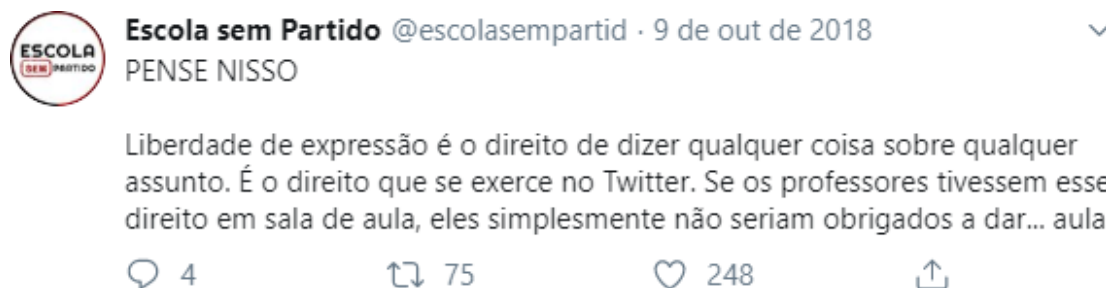 ESCOLA
SEM PARTIDO
Escola sem Partido @escolasempartid · 9 de out de 2018
PENSE NISSO
Liberdade de expressão é o direito de dizer qualquer coisa sobre qualquer
assunto. É o direito que se exerce no Twitter. Se os professores tivessem esse
direito em sala de aula, eles simplesmente não seriam obrigados a dar... aula
4 75 248